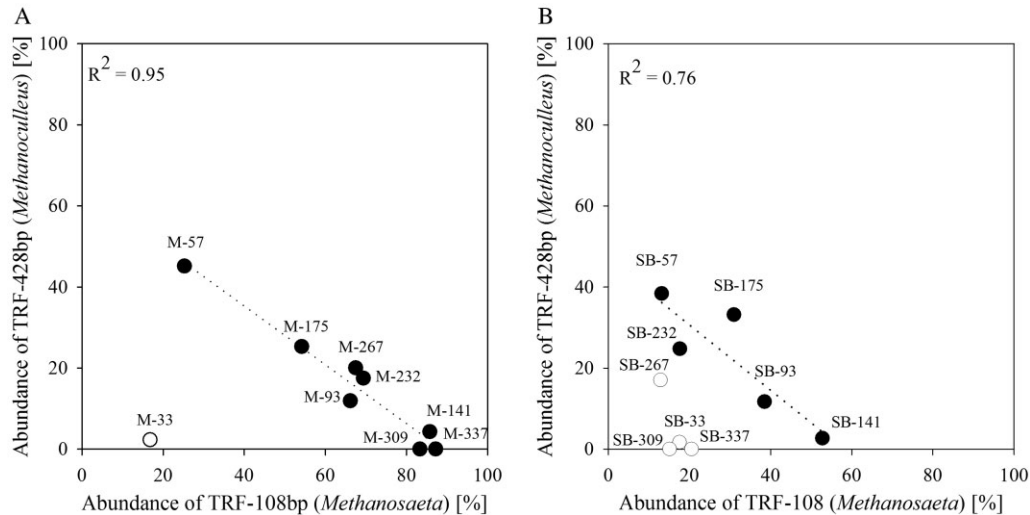 A
Abundance of TRF-428bp (Methanoculleus) [%]
100
80
60
40
20
0
R² = 0.95
M-57
M-175
M-267
M-232
M-93
M-141
M-33
M-309
M-337
0 20 40 60 80 100
Abundance of TRF-108bp (Methanosaeta) [%]
B
Abundance of TRF-428bp (Methanoculleus) [%]
100
80
60
40
20
0
R² = 0.76
SB-57
SB-175
SB-232
SB-267
SB-93
SB-33
SB-141
SB-309
SB-337
0 20 40 60 80 100
Abundance of TRF-108 (Methanosaeta) [%]